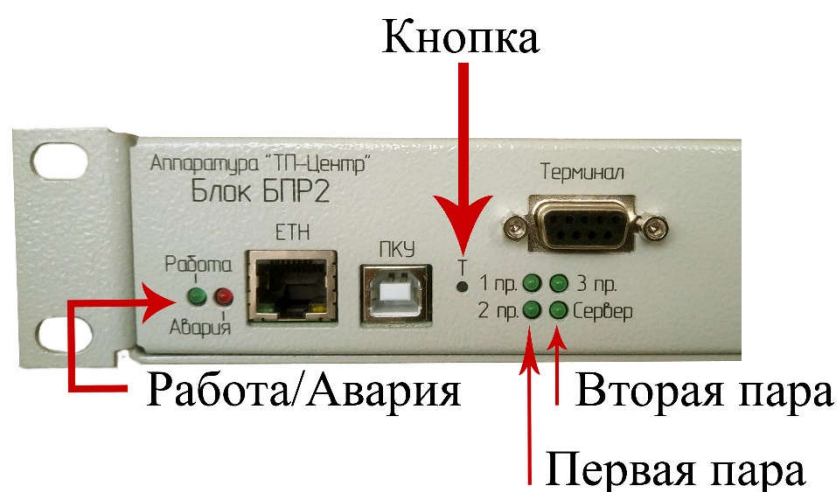 Кнопка
Аппаратура "ТП-Центр"
Блок БПР2
Терминал
ETH
ПКУ
Работа
Т
1 пр.
3 пр.
2 пр.
Сервер
Авария
Работа/Авария
Вторая пара
Первая пара